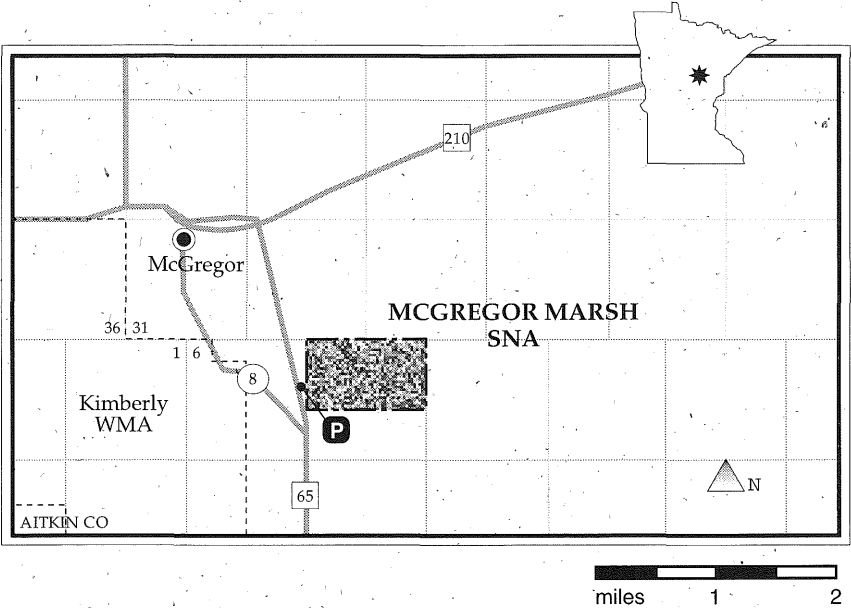 210
McGregor
MCGREGOR MARSH
SNA
36 31
1 6
8
Kimberly
WMA
P
65
N
AITKIN CO
miles 1 2